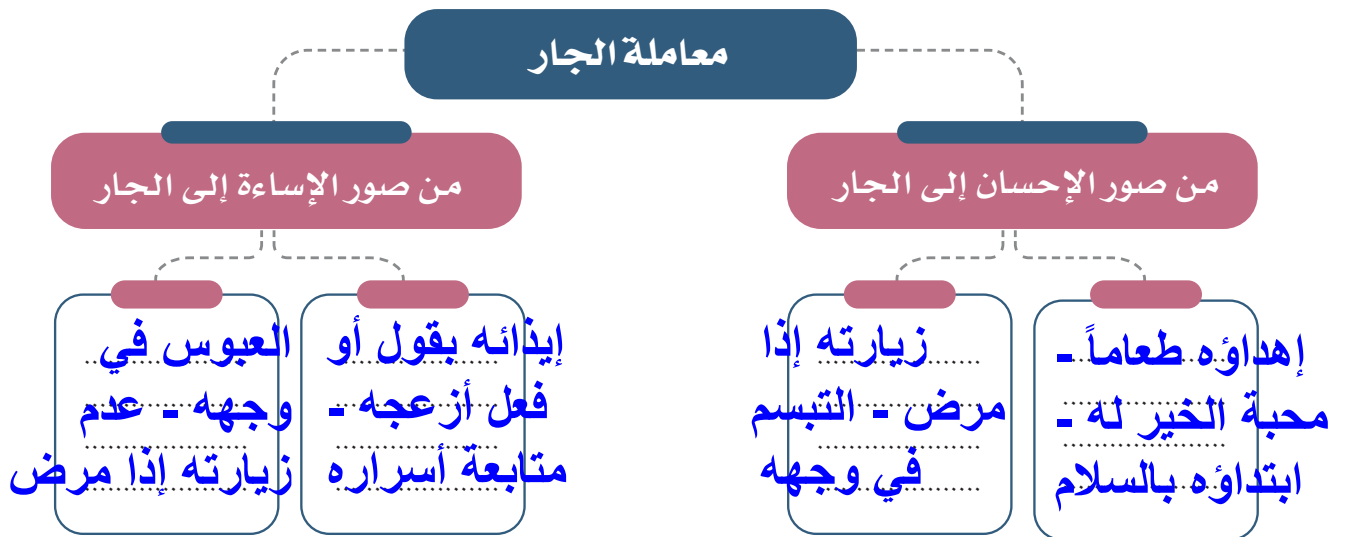 معاملة الجار
من صور الإحسان إلى الجار
إهداؤه طعاماً -
محبة الخير له -
ابتداؤه بالسلام
زيارته إذا
مرض - التبسم
في وجهه
من صور الإساءة إلى الجار
إيذائه بقول أو
فعل أزعجه -
متابعة أسراره
العبوس في
وجهه - عدم
زيارته إذا مرض